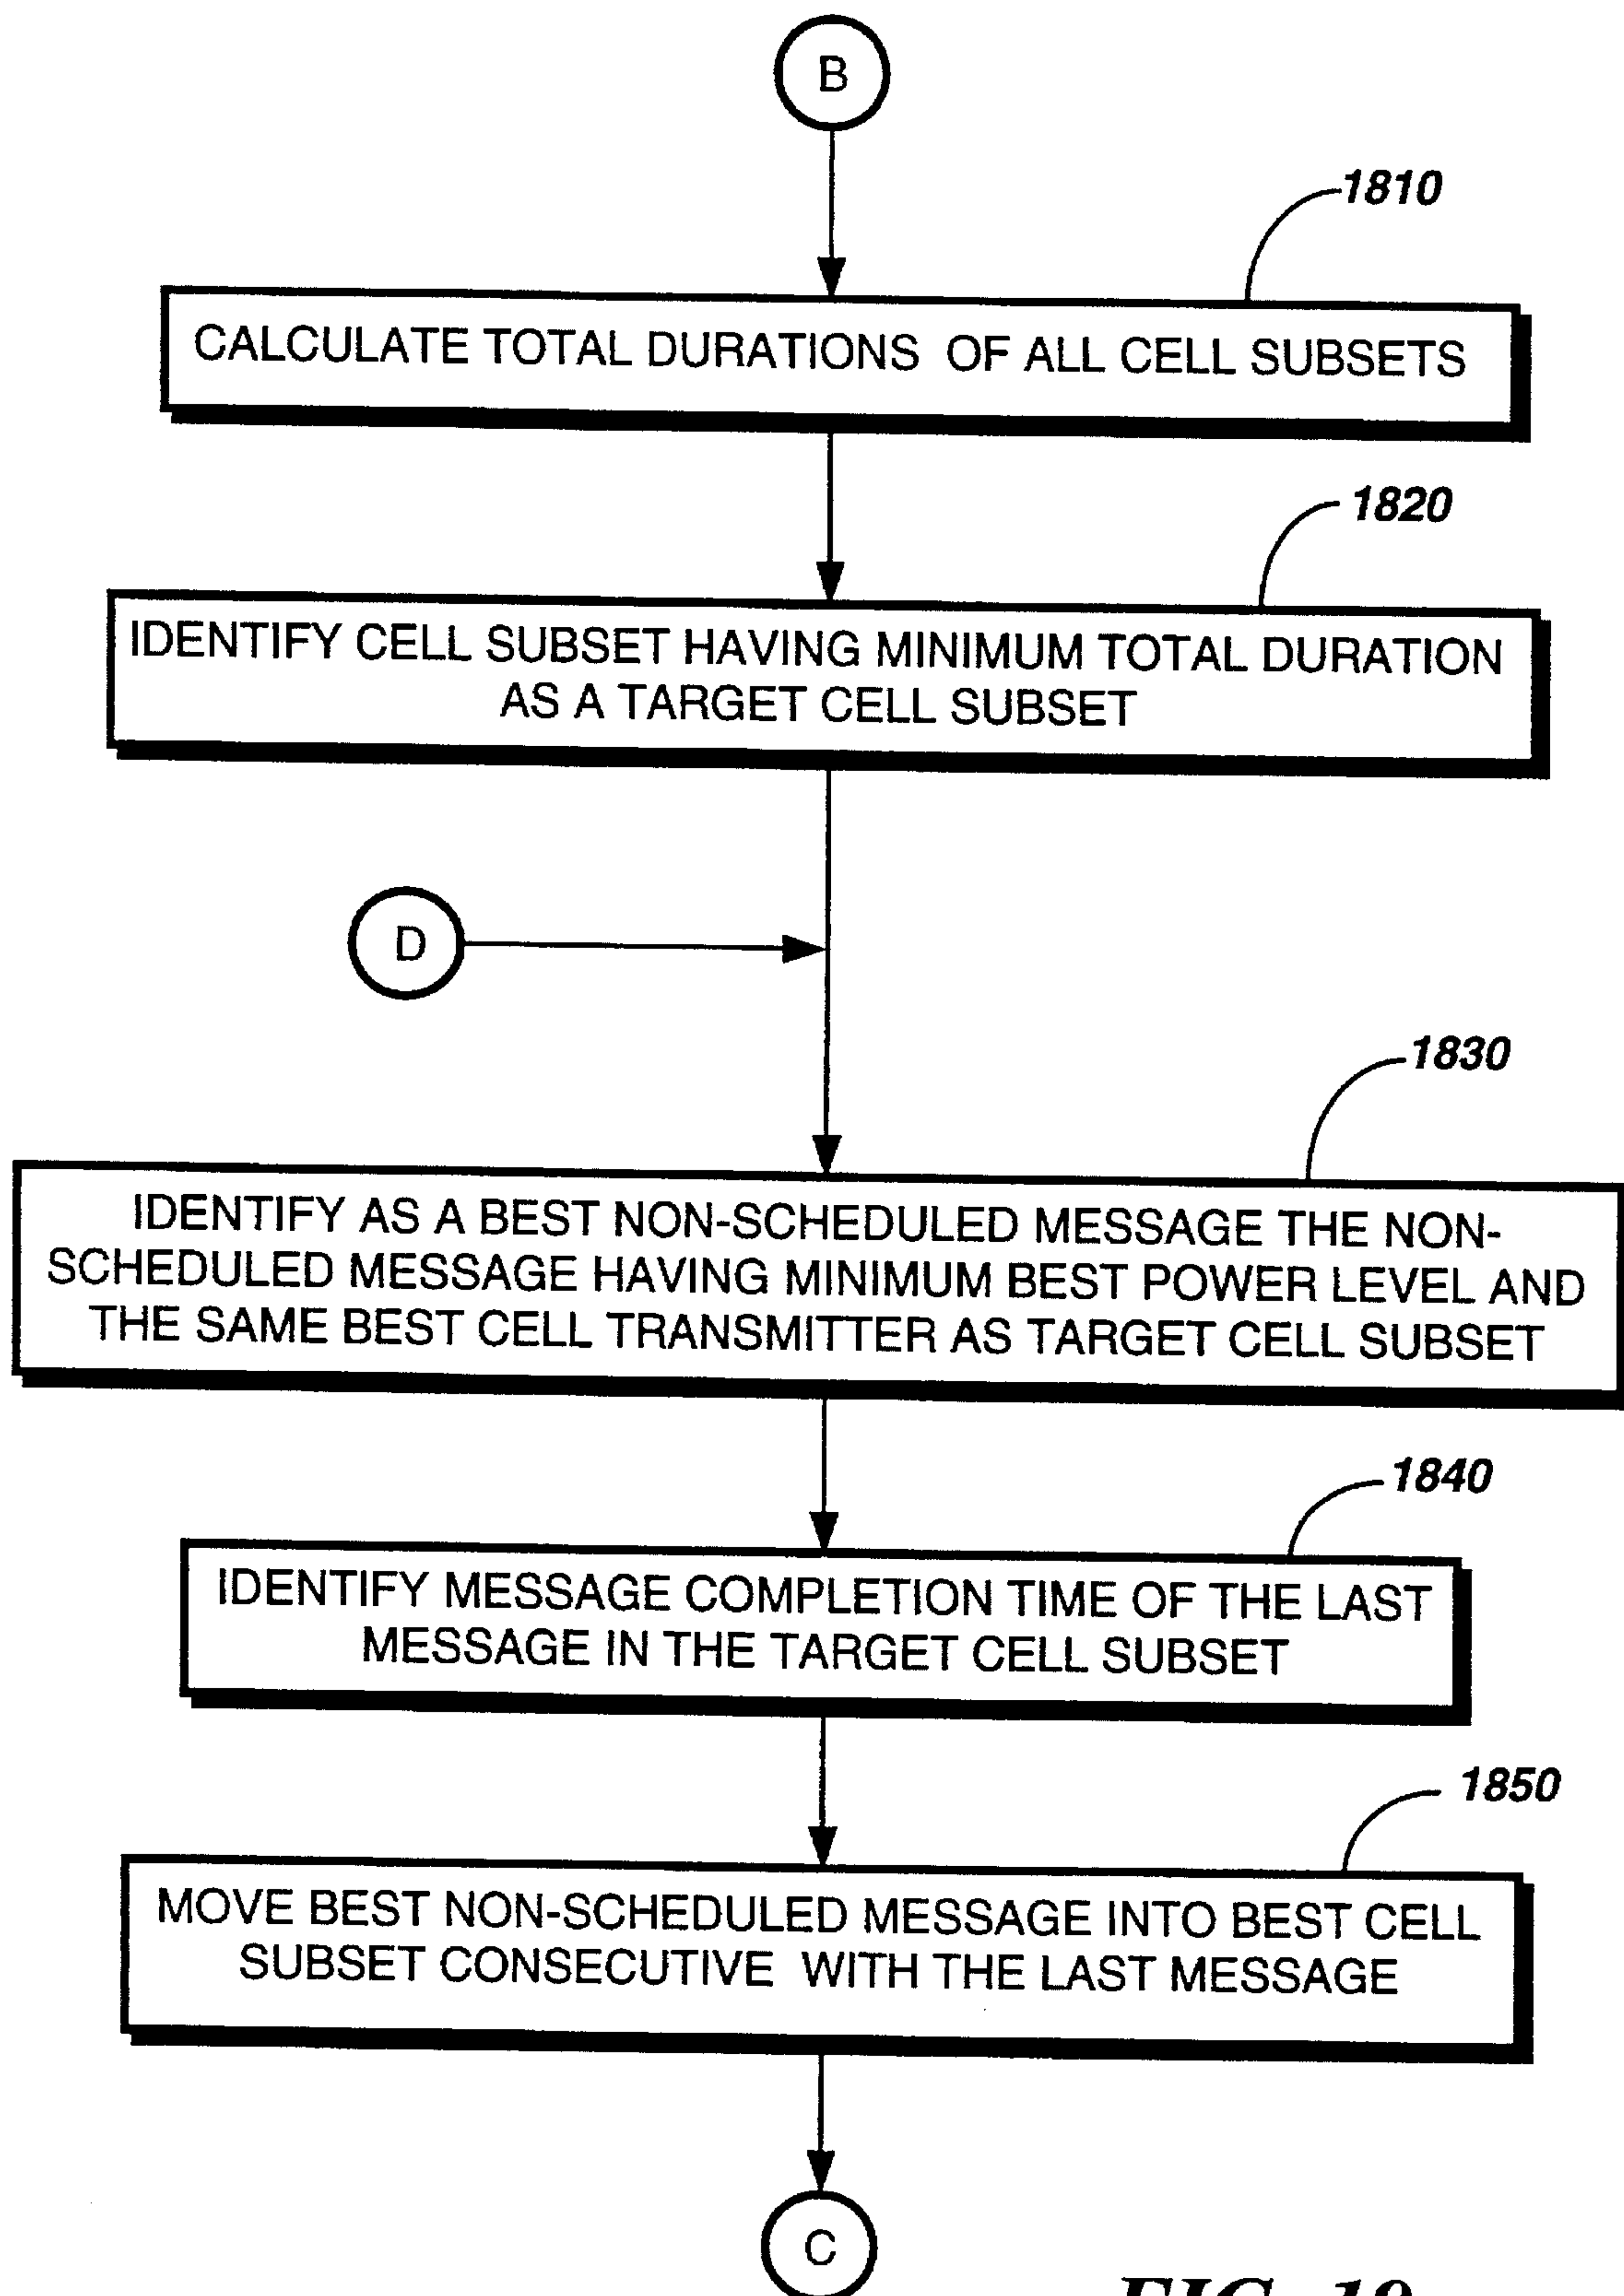 B
1810
CALCULATE TOTAL DURATIONS OF ALL CELL SUBSETS
1820
IDENTIFY CELL SUBSET HAVING MINIMUM TOTAL DURATION
AS A TARGET CELL SUBSET
D
1830
IDENTIFY AS A BEST NON-SCHEDULED MESSAGE THE NON-
SCHEDULED MESSAGE HAVING MINIMUM BEST POWER LEVEL AND
THE SAME BEST CELL TRANSMITTER AS TARGET CELL SUBSET
1840
IDENTIFY MESSAGE COMPLETION TIME OF THE LAST
MESSAGE IN THE TARGET CELL SUBSET
1850
MOVE BEST NON-SCHEDULED MESSAGE INTO BEST CELL
SUBSET CONSECUTIVE WITH THE LAST MESSAGE
C